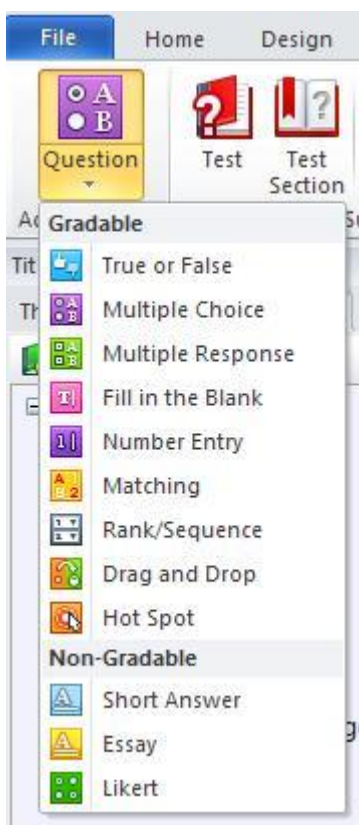 File Home Design
Question Test Test
Section
Gradable
True or False
Multiple Choice
Multiple Response
Fill in the Blank
Number Entry
Matching
Rank/Sequence
Drag and Drop
Hot Spot
Non-Gradable
Short Answer
Essay
Likert